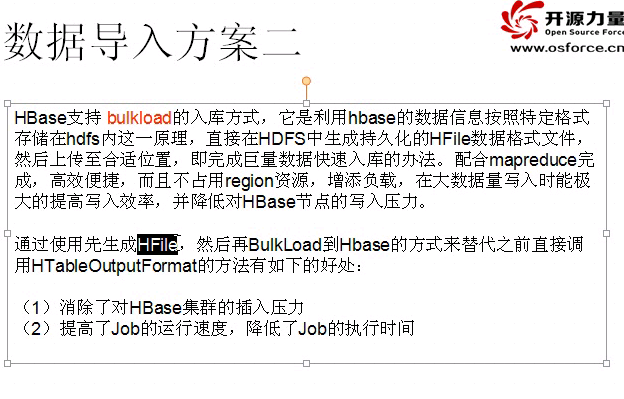 数据导入方案二
开源力量
Open Source Force
www.osforce.cn
HBase支持 bulkload的入库方式，它是利用hbase的数据信息按照特定格式
存储在hdfs内这一原理，直接在HDFS中生成持久化的HFile数据格式文件，
然后上传至合适位置，即完成巨量数据快速入库的办法。配合mapreduce完
成，高效便捷，而且不占用region资源，增添负载，在大数据量写入时能极
大的提高写入效率，并降低对HBase节点的写入压力。
通过使用先生成HFile，然后再BulkLoad到Hbase的方式来替代之前直接调
用HTableOutputFormat的方法有如下的好处：
（1）消除了对HBase集群的插入压力
（2）提高了Job的运行速度，降低了Job的执行时间